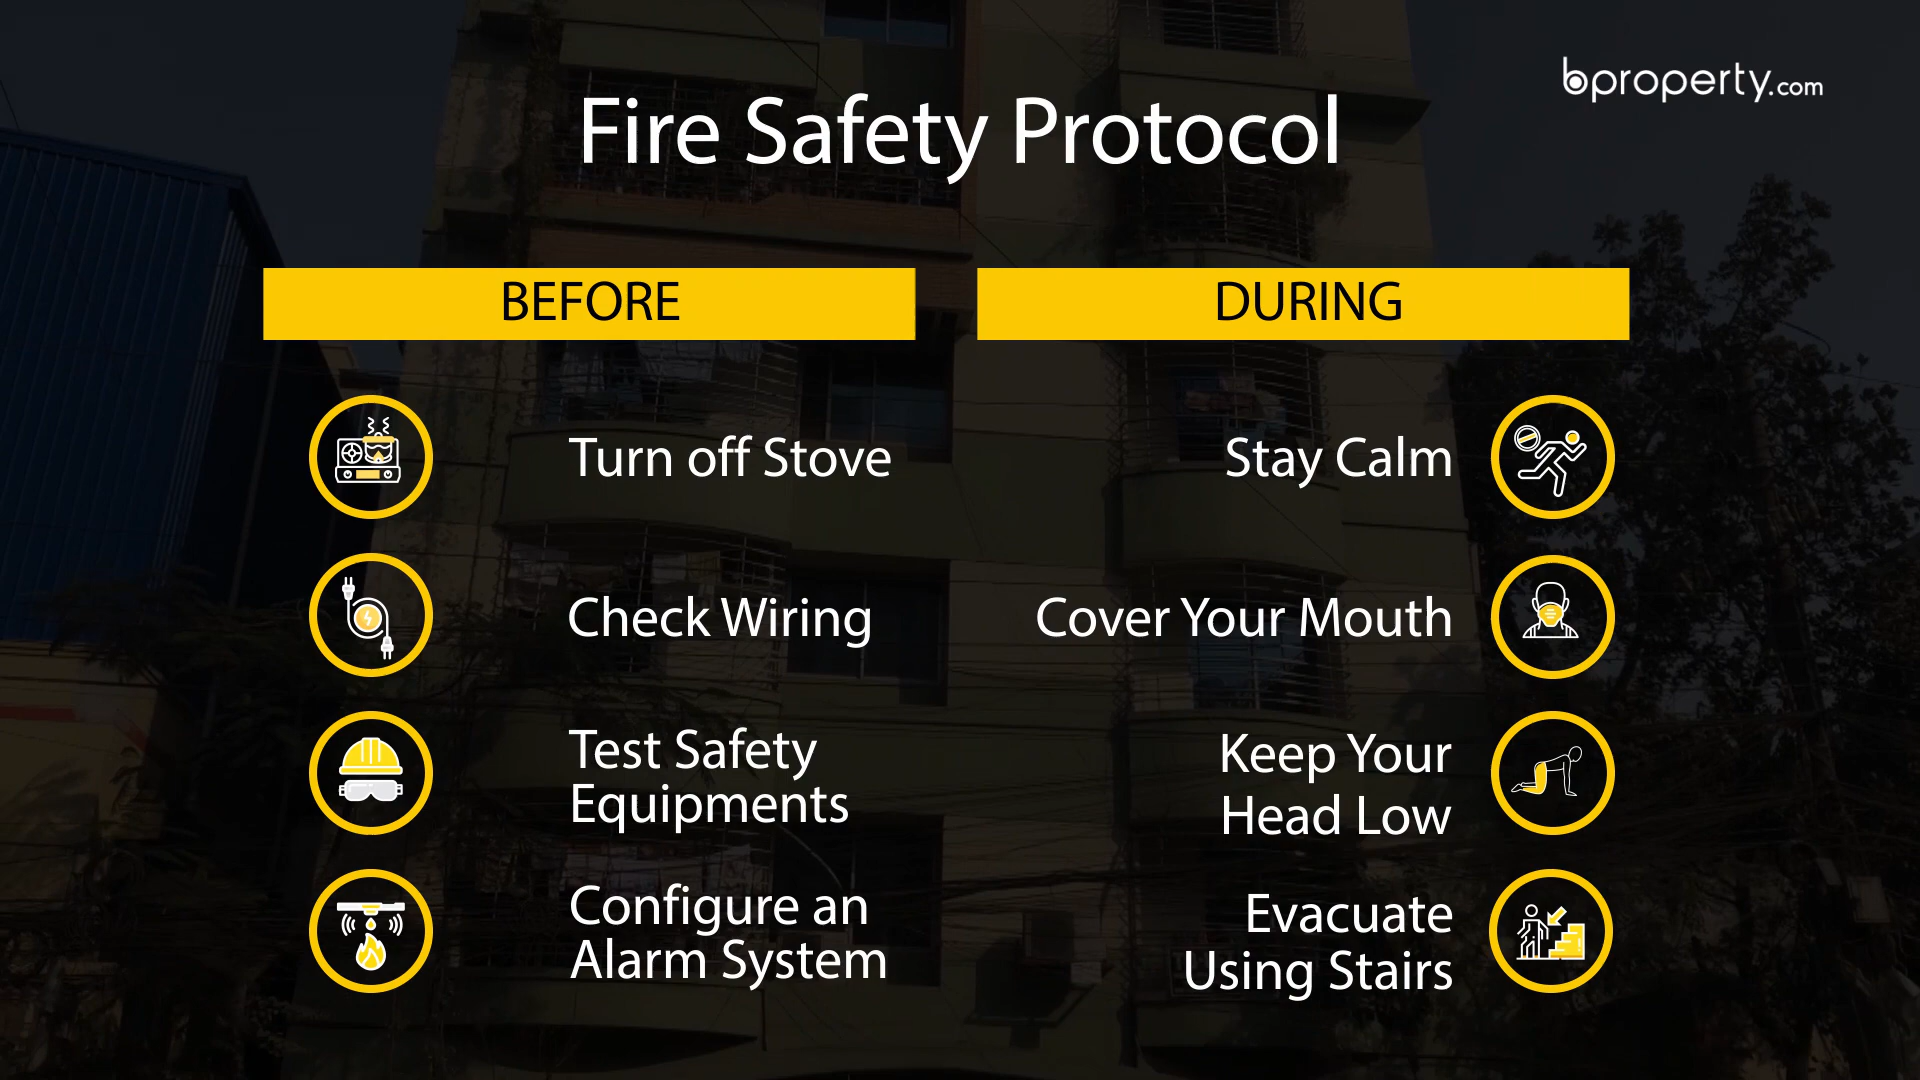 bproperty.com
Fire Safety Protocol
BEFORE
Turn off Stove
Check Wiring
Test Safety
Equipments
Configure an
Alarm System
DURING
Stay Calm
Cover Your Mouth
Keep Your
Head Low
Evacuate
Using Stairs